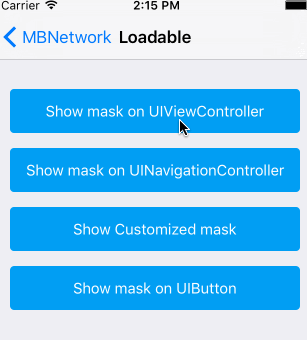 Carrier 2:15 PM
MBNetwork Loadable
Show mask on UIViewController
Show mask on UINavigationController
Show Customized mask
Show mask on UIButton